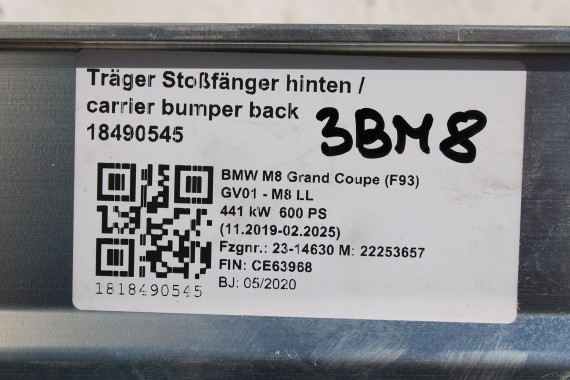 Träger Stoßfänger hinten /
carrier bumper back
18490545
3BM8
BMW M8 Grand Coupe (F93)
GV01 - M8 LL
441 kW 600 PS
(11.2019-02.2025)
Fzgnr.: 23-14630 M: 22253657
FIN: CE63968
BJ: 05/2020
1818490545